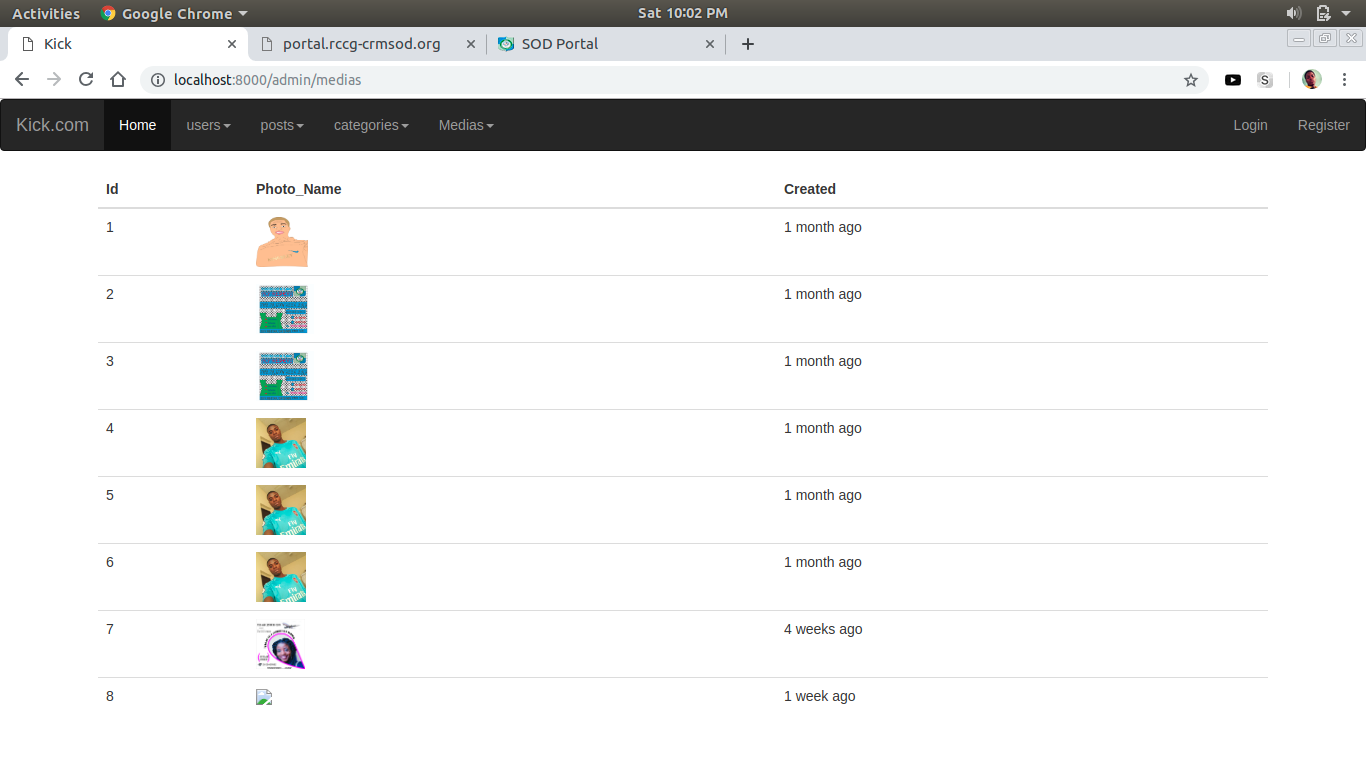 Activities Google Chrome Sat 10:02 PM
Kick portal.rccg-crmsod.org SOD Portal
localhost:8000/admin/medias S
Kick.com Home users posts categories Medias Login Register
Id Photo_Name Created
1 1 month ago
2 1 month ago
3 1 month ago
4 1 month ago
5 1 month ago
6 1 month ago
7 4 weeks ago
8 1 week ago